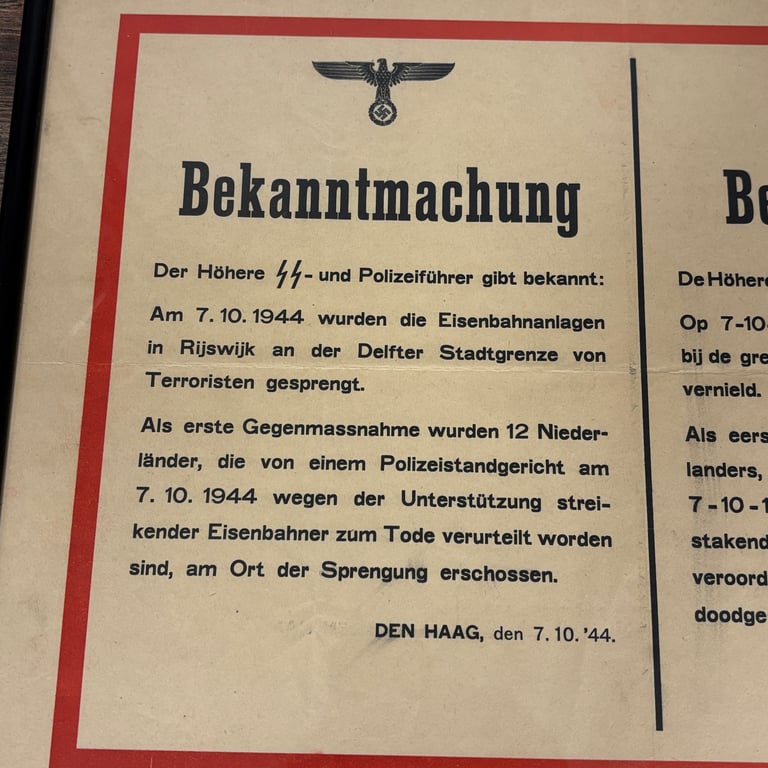 Bekanntmachung
Der Höhere SS- und Polizeiführer gibt bekannt:
Am 7. 10. 1944 wurden die Eisenbahnanlagen
in Rijswijk an der Delfter Stadtgrenze von
Terroristen gesprengt.
Als erste Gegenmassnahme wurden 12 Nieder-
länder, die von einem Polizeistandgericht am
7. 10. 1944 wegen der Unterstützung strei-
kender Eisenbahner zum Tode verurteilt worden
sind, am Ort der Sprengung erschossen.
DEN HAAG, den 7. 10. '44.
De Höhere
Op 7-10
bij de gre
vernield.
Als eers
landers,
7-10-1
stakend
veroord
doodge